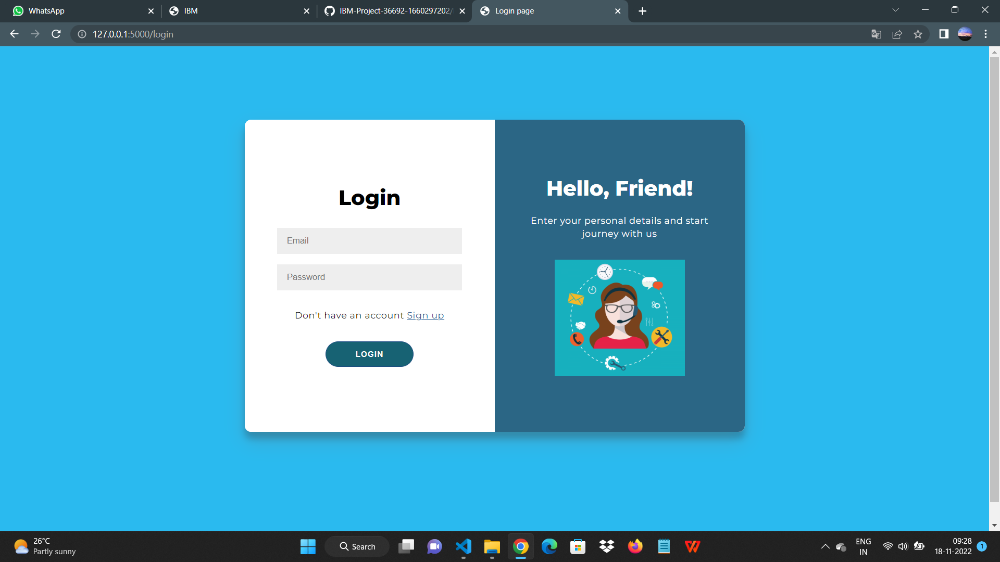 WhatsApp
IBM
IBM-Project-36692-1660297202/
Login page
127.0.0.1:5000/login
Login
Email
Password
Don't have an account Sign up
LOGIN
Hello, Friend!
Enter your personal details and start
journey with us
26°C
Partly sunny
Search
ENG
IN
09:28
18-11-2022
1